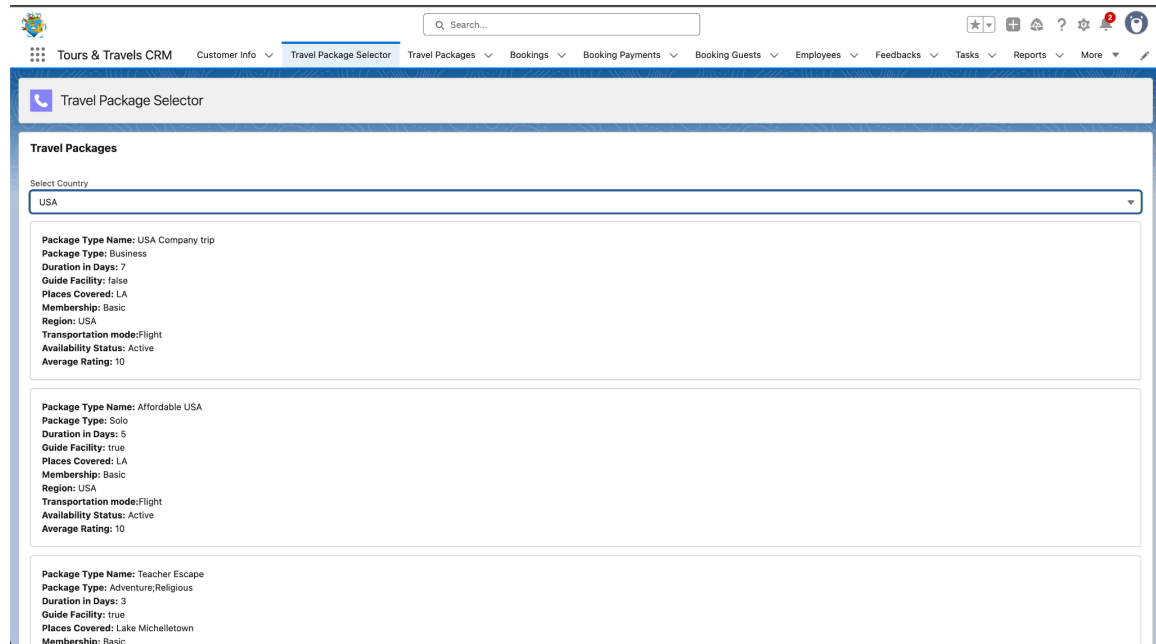 Search...
2
Tours & Travels CRM Customer Info Travel Package Selector Travel Packages Bookings Booking Payments Booking Guests Employees Feedbacks Tasks Reports More
Travel Package Selector
Travel Packages
Select Country
USA
Package Type Name: USA Company trip
Package Type: Business
Duration in Days: 7
Guide Facility: false
Places Covered: LA
Membership: Basic
Region: USA
Transportation mode:Flight
Availability Status: Active
Average Rating: 10
Package Type Name: Affordable USA
Package Type: Solo
Duration in Days: 5
Guide Facility: true
Places Covered: LA
Membership: Basic
Region: USA
Transportation mode:Flight
Availability Status: Active
Average Rating: 10
Package Type Name: Teacher Escape
Package Type: Adventure;Religious
Duration in Days: 3
Guide Facility: true
Places Covered: Lake Michelletown
Membership: Basic